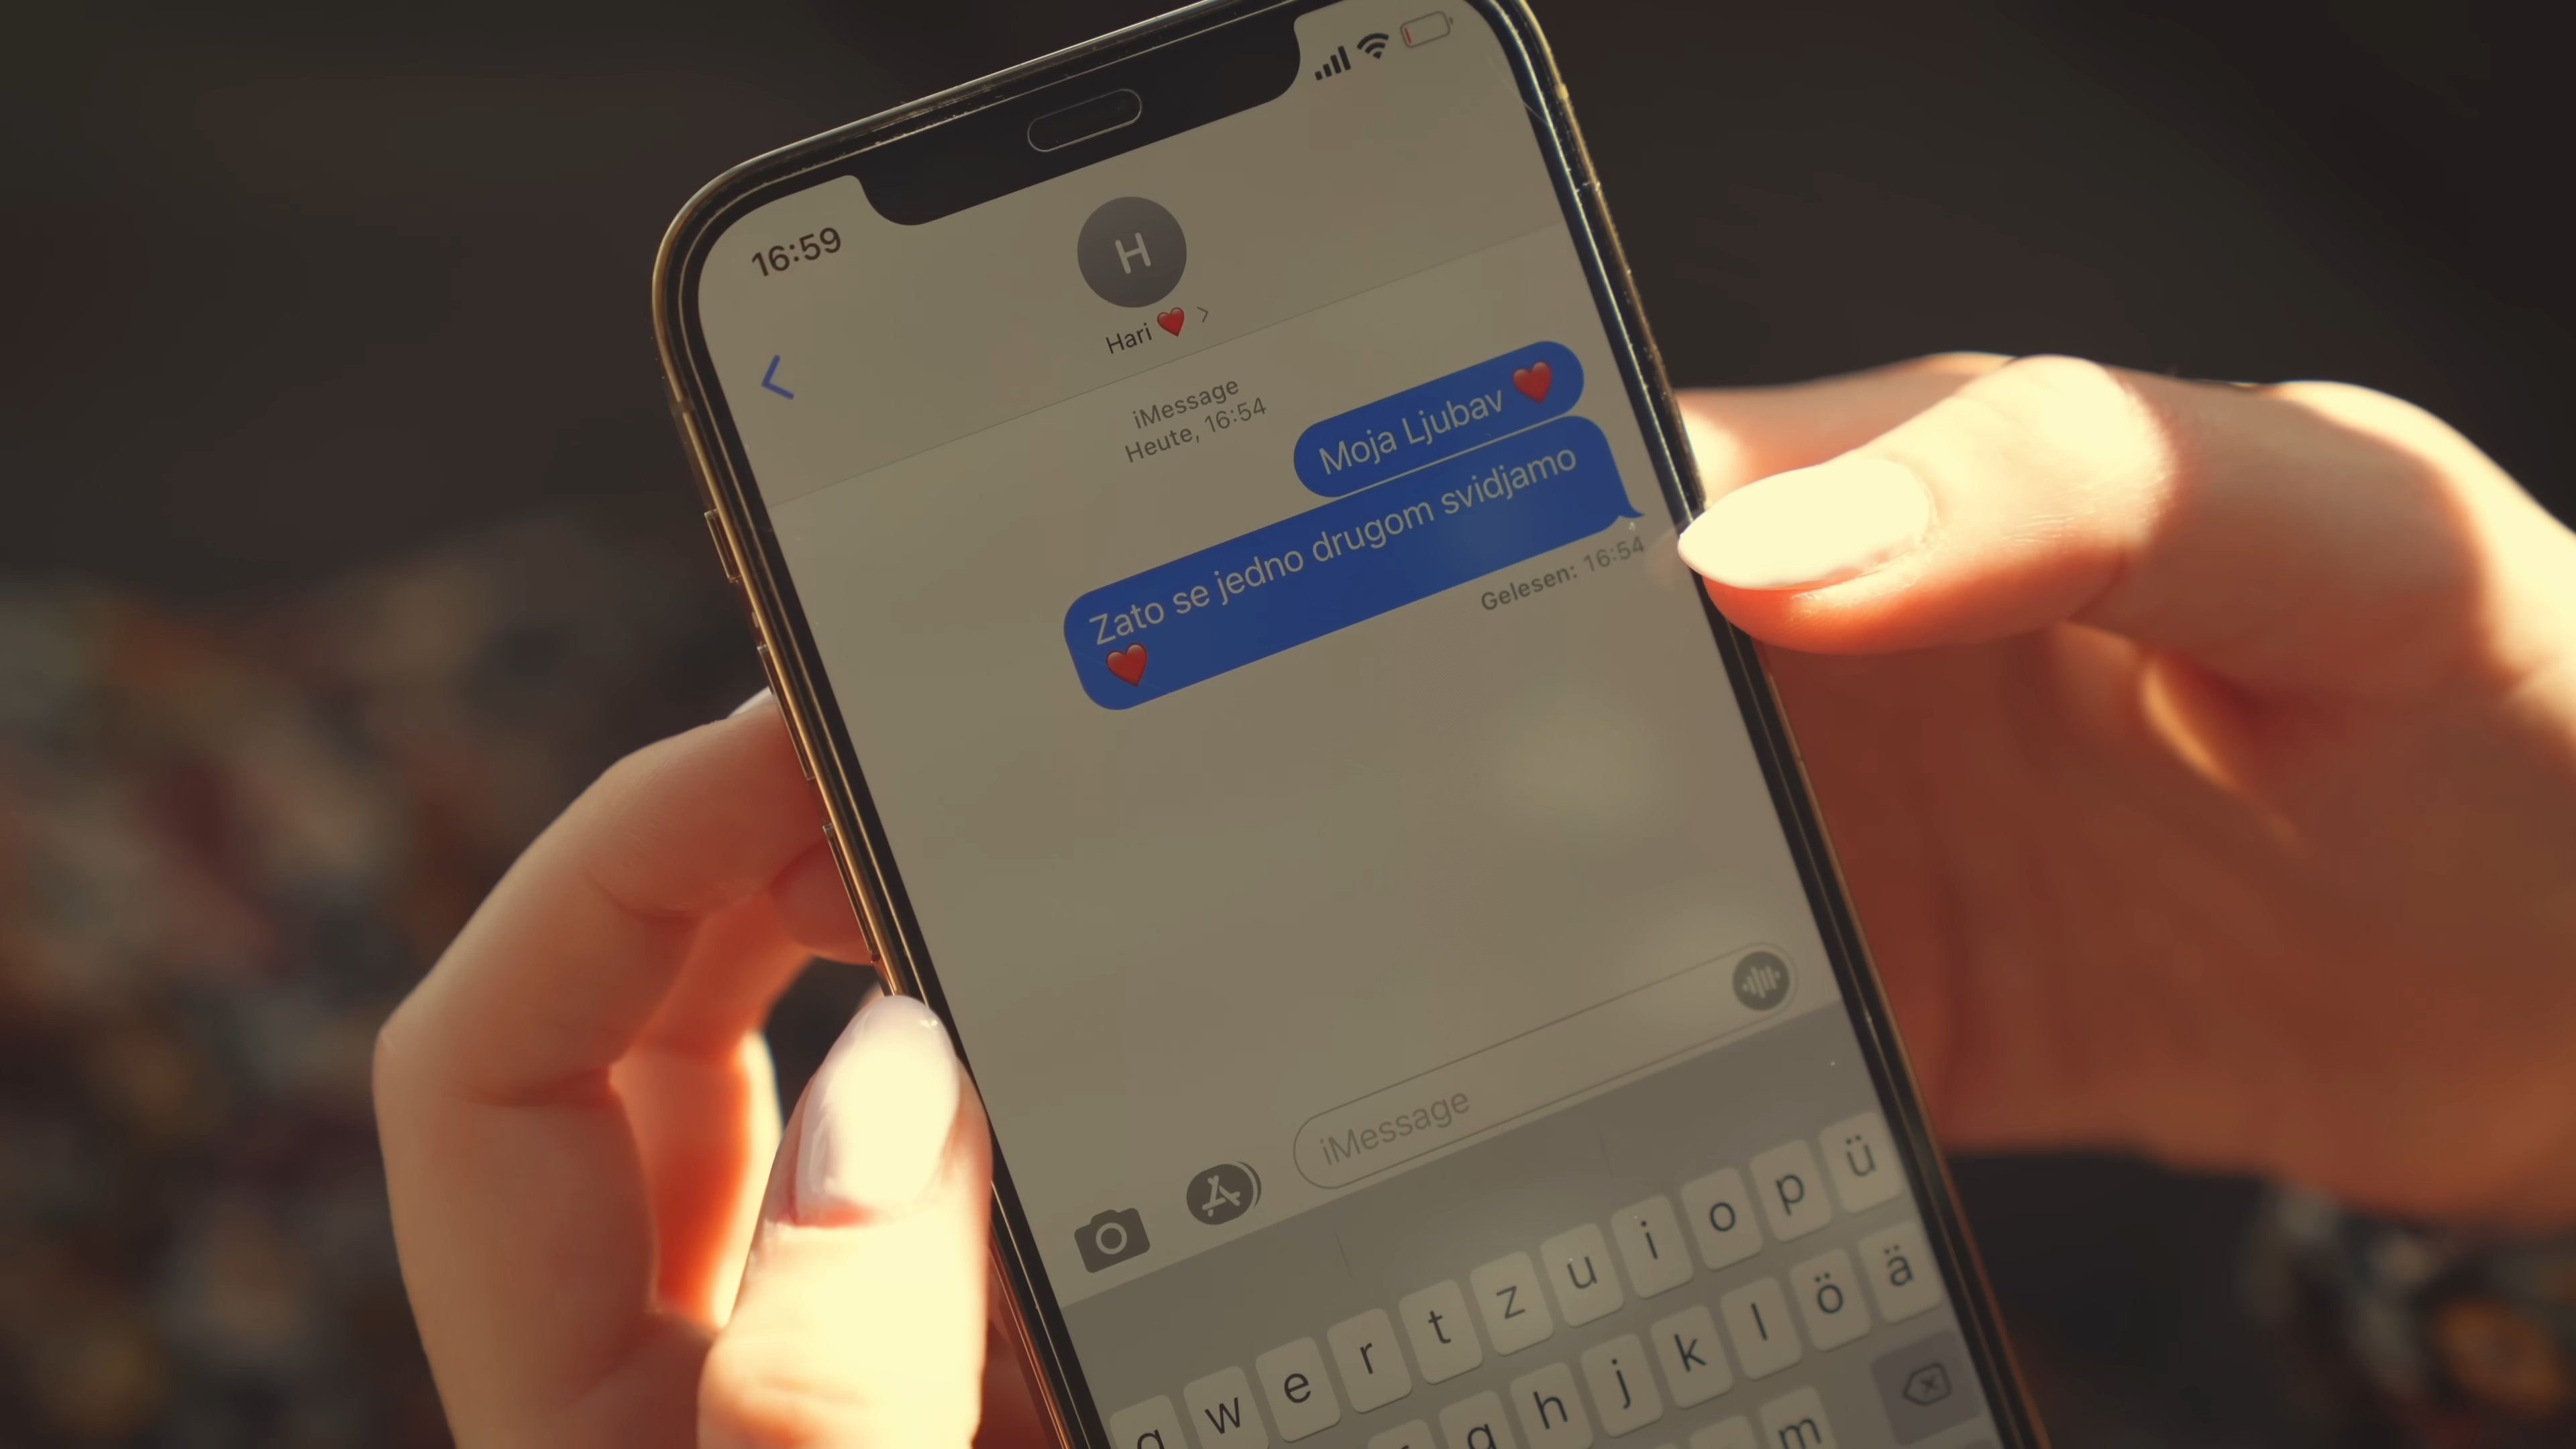 16:59
H
Hari ❤️ >
iMessage
Heute, 16:54
Moja Ljubav ❤️
Zato se jedno drugom svidjamo
❤️
Gelesen: 16:54
iMessage
q w e r t z u i o p ü
g h j k l ö ä
m